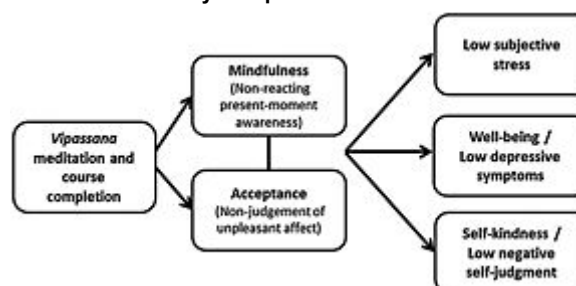 Vipassana
meditation and
course
completion
Mindfulness
(Non-reacting
present-moment
awareness)
Acceptance
(Non-judgement of
unpleasant affect)
Low subjective
stress
Well-being /
Low depressive
symptoms
Self-kindness /
Low negative
self-judgment